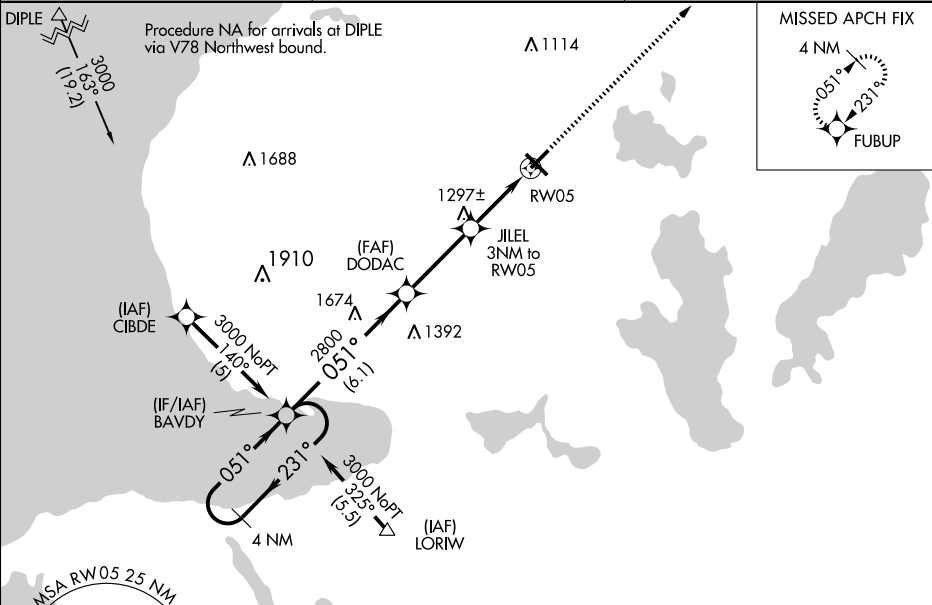 DIPLE
3000
163°
(19.2)
Procedure NA for arrivals at DIPLE
via V78 Northwest bound.
1114
MISSED APCH FIX
4 NM
051°
231°
FUBUP
1688
RW05
1297±
JILEL
3NM to
RW05
(FAF)
DODAC
1910
1674
1392
(IAF)
CIBDE
3000 NoPT
140°
(5)
2800
051°
(6.1)
(IF/IAF)
BAVDY
051°
231°
4 NM
3000 NoPT
325°
(5.5)
(IAF)
LORIW
MSA RW05 25 NM